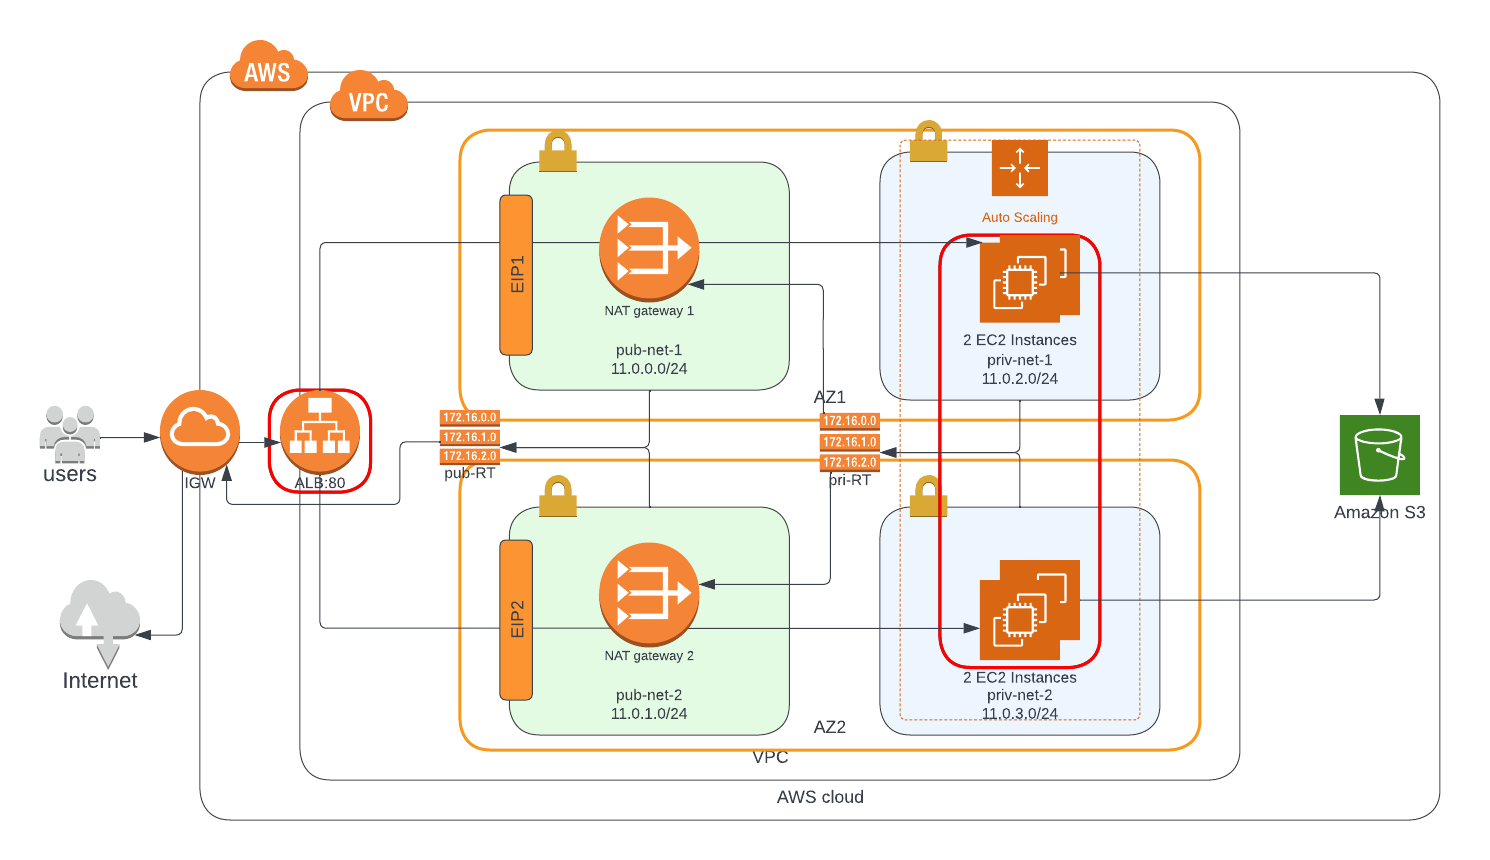 AWS
VPC
Auto Scaling
EIP1
NAT gateway 1
pub-net-1
11.0.0.0/24
2 EC2 Instances
priv-net-1
11.0.2.0/24
AZ1
172.16.0.0
172.16.1.0
172.16.2.0
pub-RT
172.16.0.0
172.16.1.0
172.16.2.0
pri-RT
users
IGW
ALB:80
Amazon S3
Internet
EIP2
NAT gateway 2
pub-net-2
11.0.1.0/24
2 EC2 Instances
priv-net-2
11.0.3.0/24
AZ2
VPC
AWS cloud